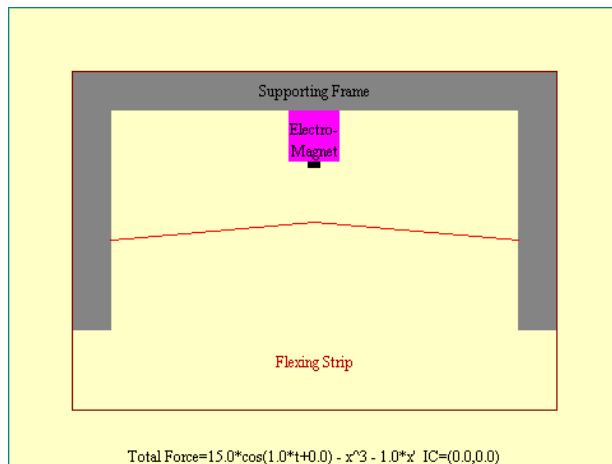 Supporting Frame
Electro-
Magnet
Flexing Strip
Total Force=15.0*cos(1.0*t+0.0) - x^3 - 1.0*x' IC=(0.0,0.0)